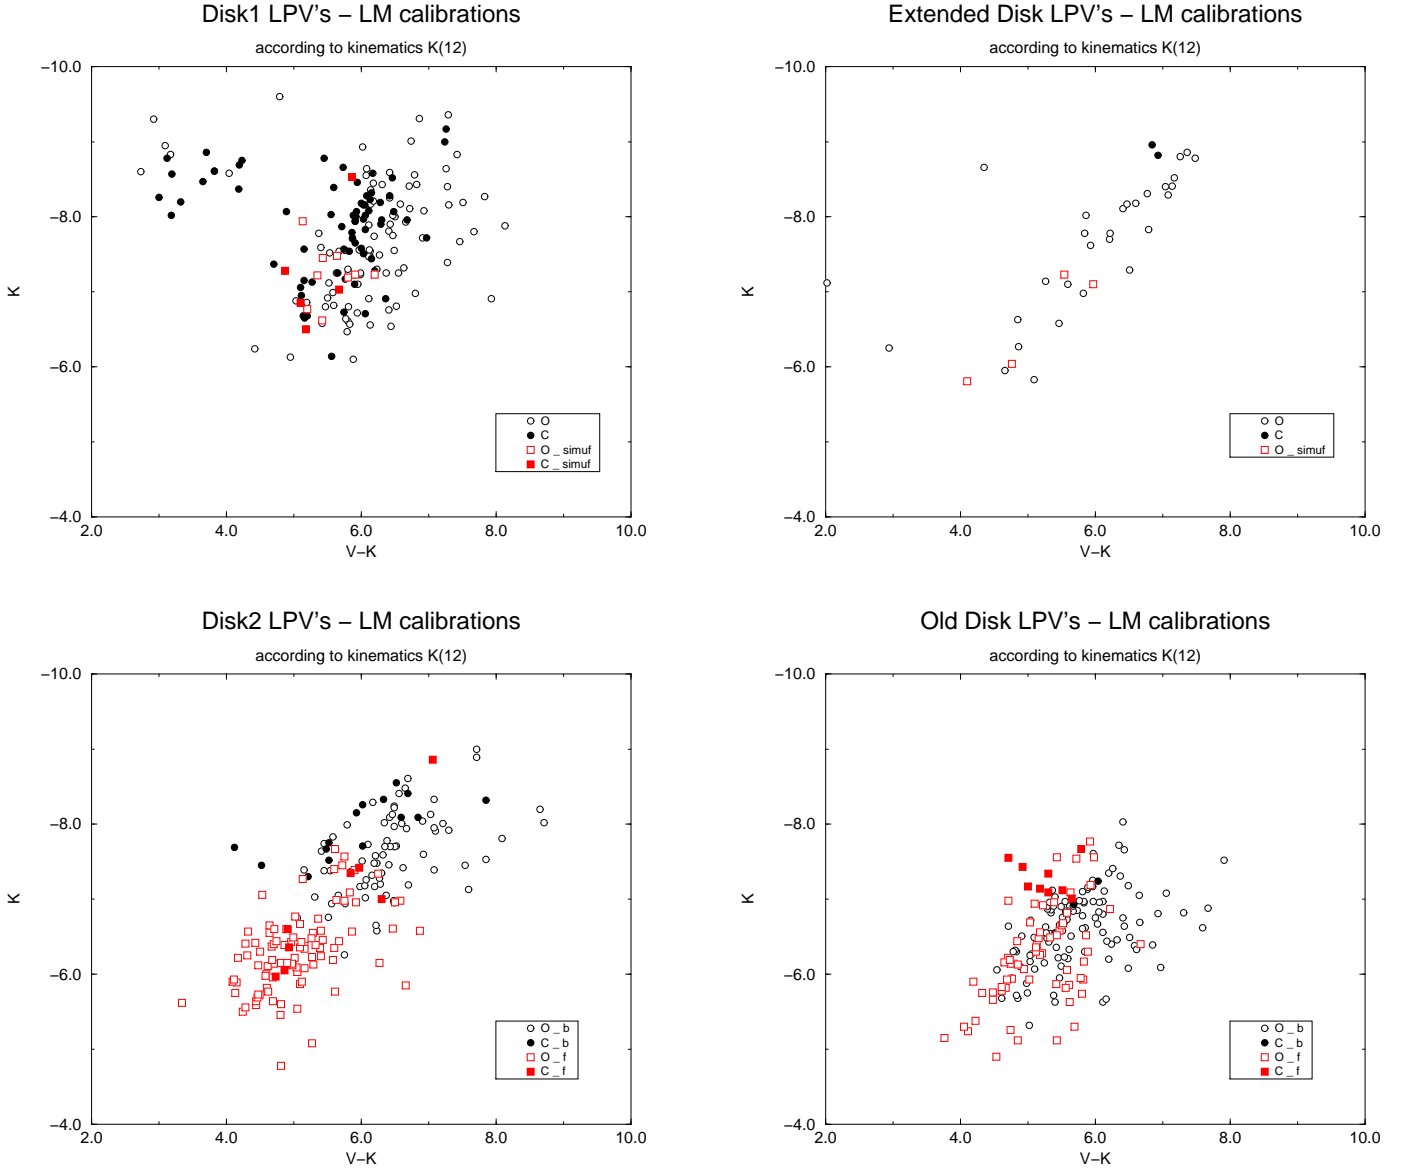 Disk1 LPV's – LM calibrations
according to kinematics K(12)
–10.0
–8.0
K
–6.0
–4.0
2.0 4.0 6.0 8.0 10.0
V–K
O
C
O _ simuf
C _ simuf
Extended Disk LPV's – LM calibrations
according to kinematics K(12)
–10.0
–8.0
K
–6.0
–4.0
2.0 4.0 6.0 8.0 10.0
V–K
O
C
O _ simuf
Disk2 LPV's – LM calibrations
according to kinematics K(12)
–10.0
–8.0
K
–6.0
–4.0
2.0 4.0 6.0 8.0 10.0
V–K
O _ b
C _ b
O _ f
C _ f
Old Disk LPV's – LM calibrations
according to kinematics K(12)
–10.0
–8.0
K
–6.0
–4.0
2.0 4.0 6.0 8.0 10.0
V–K
O _ b
C _ b
O _ f
C _ f